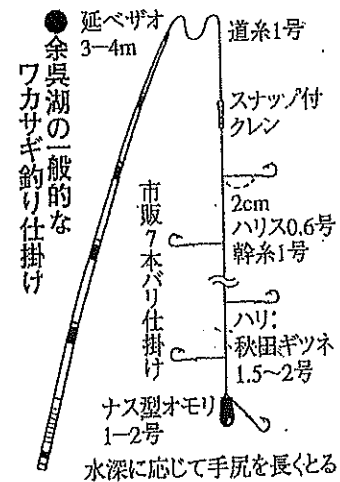 ●余呉湖の一般的な
ワカサギ釣り仕掛け
延べザオ
3−4m
道糸1号
スナップ付
クレン
2cm
ハリス0.6号
幹糸1号
市販7本バリ仕掛け
ハリ:
秋田ギツネ
1.5〜2号
ナス型オモリ
1−2号
水深に応じて手尻を長くとる